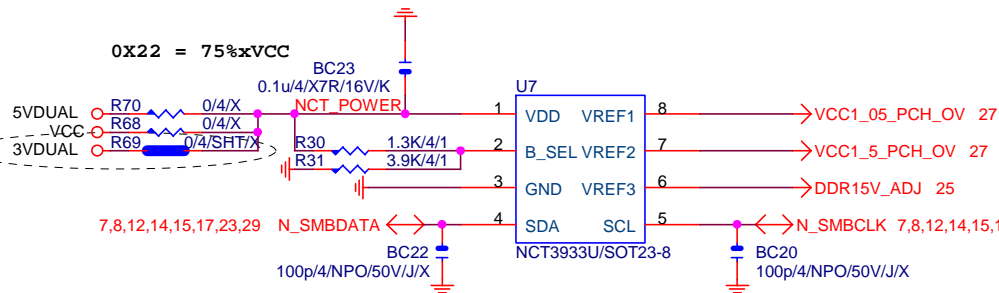 0X22 = 75%xVCC
BC23
0.1u/4/X7R/16V/K
U7
5VDUAL R70 0/4/X NCT_POWER 1 VDD VREF1 8 VCC1_05_PCH_OV 27
VCC R68 0/4/X
3VDUAL R69 0/4/SHT/X R30 1.3K/4/1 2 B_SEL VREF2 7 VCC1_5_PCH_OV 27
R31 3.9K/4/1
3 GND VREF3 6 DDR15V_ADJ 25
7,8,12,14,15,17,23,29 N_SMBDATA 4 SDA SCL 5 N_SMBCLK 7,8,12,14,15,1
BC22 NCT3933U/SOT23-8 BC20
100p/4/NPO/50V/J/X 100p/4/NPO/50V/J/X